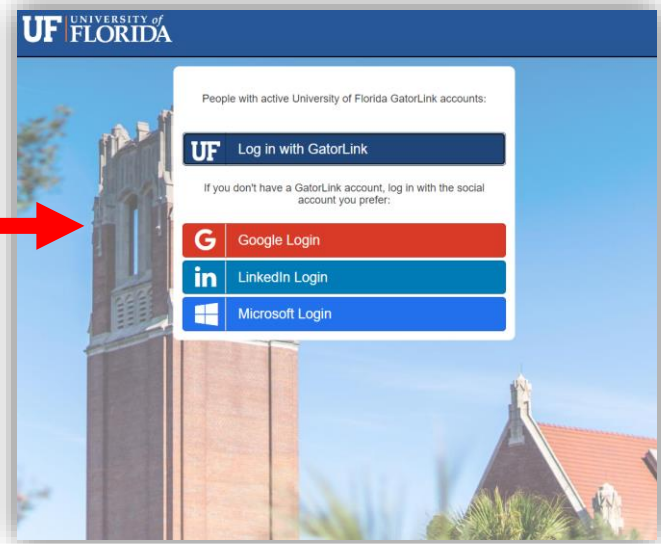 UF UNIVERSITY of
FLORIDA
People with active University of Florida GatorLink accounts:
UF Log in with GatorLink
If you don't have a GatorLink account, log in with the social
account you prefer:
G Google Login
in LinkedIn Login
Microsoft Login